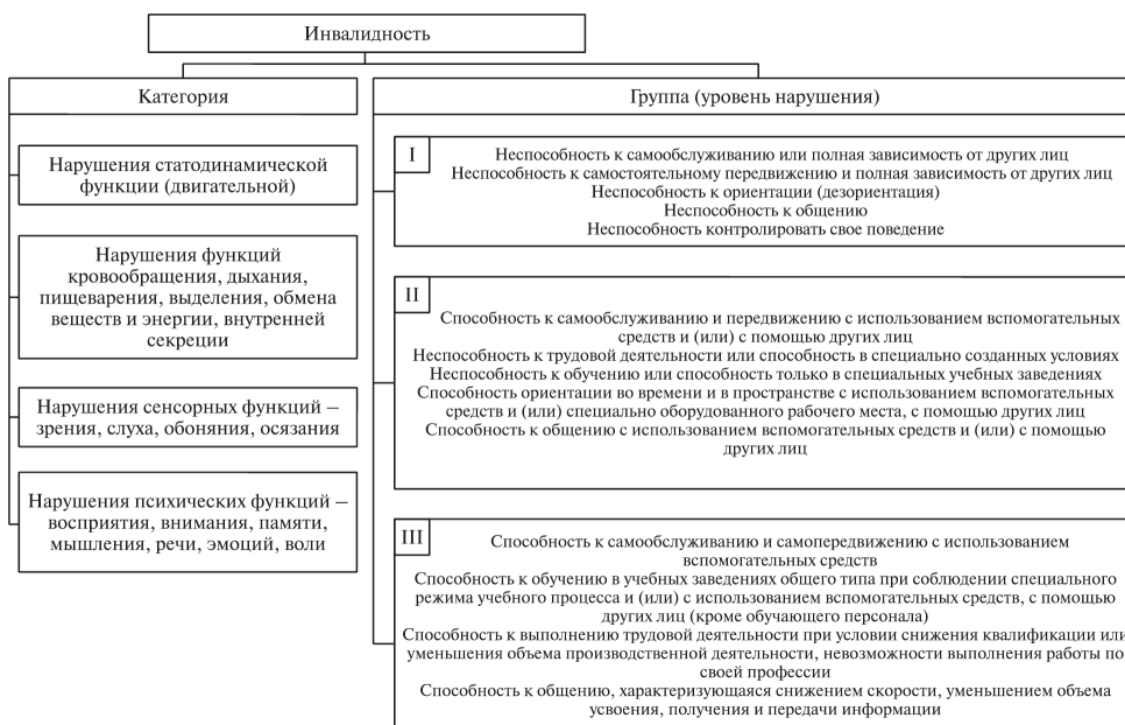 Инвалидность
Категория
Нарушения статодинамической
функции (двигательной)
Нарушения функций
кровообращения, дыхания,
пищеварения, выделения, обмена
веществ и энергии, внутренней
секреции
Нарушения сенсорных функций –
зрения, слуха, обоняния, осязания
Нарушения психических функций –
восприятия, внимания, памяти,
мышления, речи, эмоций, воли
Группа (уровень нарушения)
I
Неспособность к самообслуживанию или полная зависимость от других лиц
Неспособность к самостоятельному передвижению и полная зависимость от других лиц
Неспособность к ориентации (дезориентация)
Неспособность к общению
Неспособность контролировать свое поведение
II
Способность к самообслуживанию и передвижению с использованием вспомогательных
средств и (или) с помощью других лиц
Неспособность к трудовой деятельности или способность в специально созданных условиях
Неспособность к обучению или способность только в специальных учебных заведениях
Способность ориентации во времени и в пространстве с использованием вспомогательных
средств и (или) специально оборудованного рабочего места, с помощью других лиц
Способность к общению с использованием вспомогательных средств и (или) с помощью
других лиц
III
Способность к самообслуживанию и самопередвижению с использованием
вспомогательных средств
Способность к обучению в учебных заведениях общего типа при соблюдении специального
режима учебного процесса и (или) с использованием вспомогательных средств, с помощью
других лиц (кроме обучающего персонала)
Способность к выполнению трудовой деятельности при условии снижения квалификации или
уменьшения объема производственной деятельности, невозможности выполнения работы по
своей профессии
Способность к общению, характеризующаяся снижением скорости, уменьшением объема
усвоения, получения и передачи информации